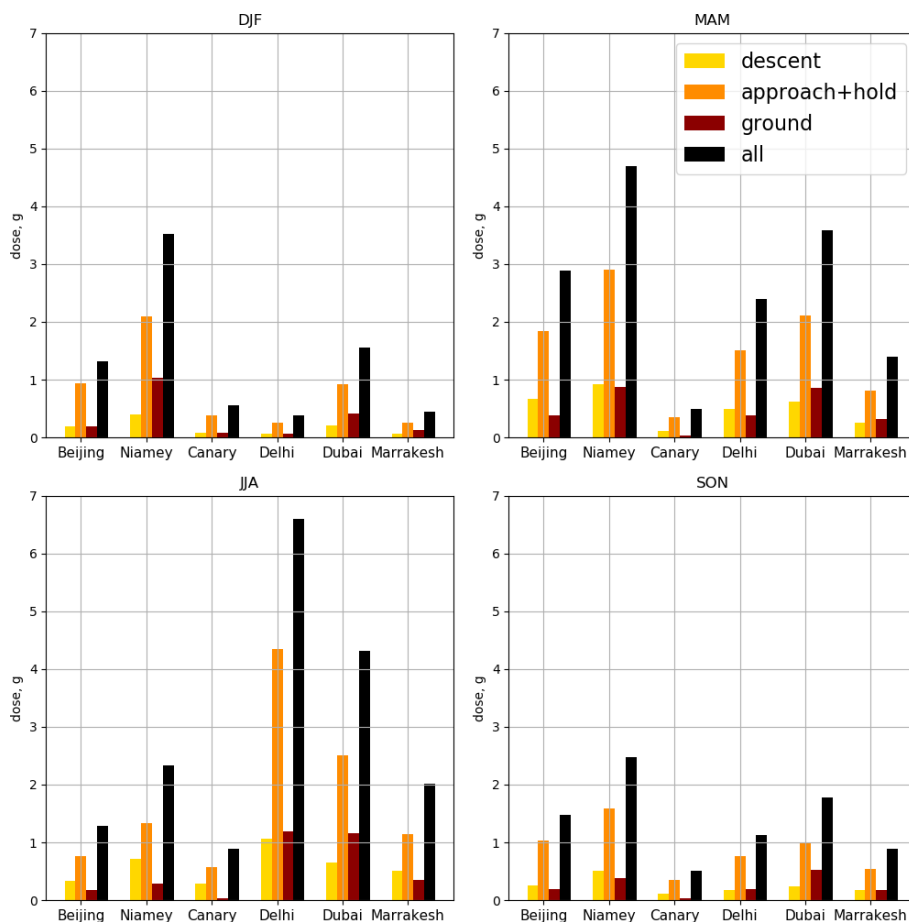 DJF
7
6
5
4
3
2
1
0
dose, g
Beijing Niamey Canary Delhi Dubai Marrakesh
MAM
7
6
5
4
3
2
1
0
dose, g
descent
approach+hold
ground
all
Beijing Niamey Canary Delhi Dubai Marrakesh
JJA
7
6
5
4
3
2
1
0
dose, g
Beijing Niamey Canary Delhi Dubai Marrakesh
SON
7
6
5
4
3
2
1
0
dose, g
Beijing Niamey Canary Delhi Dubai Marrakesh